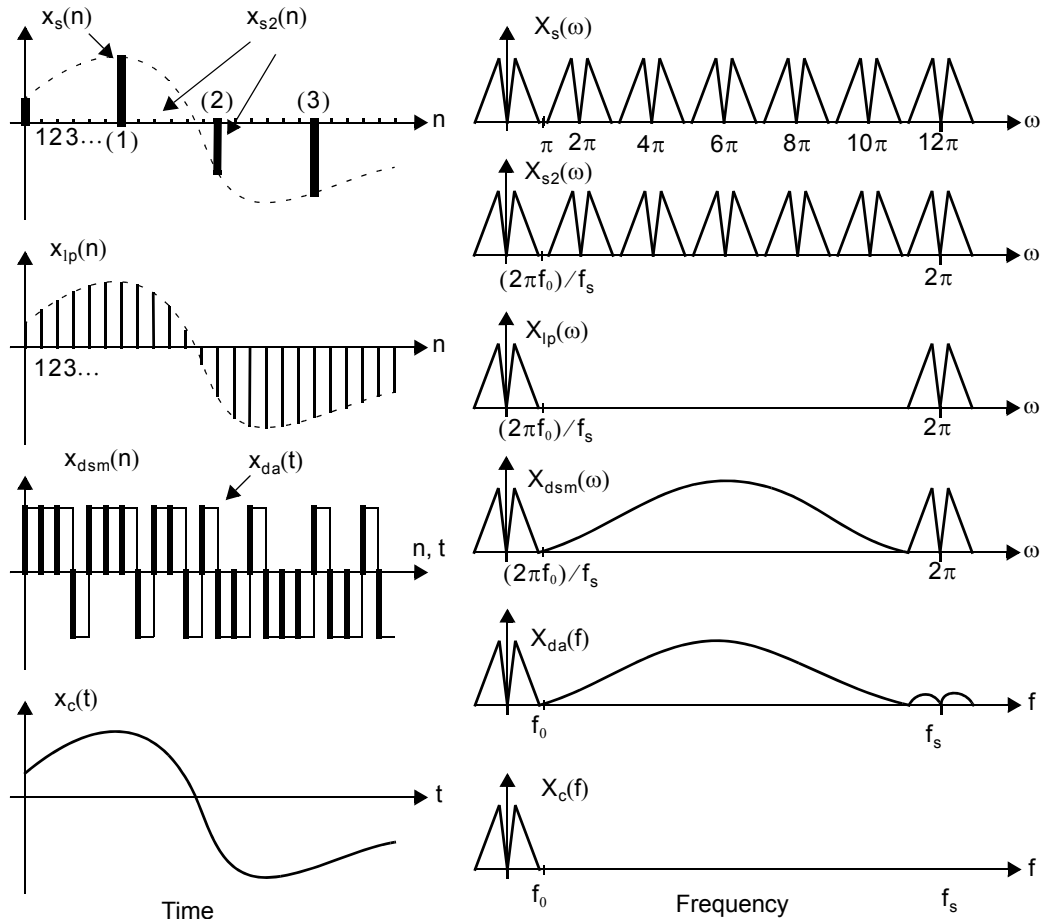 xs(n)
xs2(n)
(2)
(3)
n
123... (1)
xlp(n)
n
123...
xdsm(n)
xda(t)
n, t
xc(t)
t
Time
Xs(ω)
ω
π 2π 4π 6π 8π 10π 12π
Xs2(ω)
ω
(2πf0)/fs
2π
Xlp(ω)
ω
(2πf0)/fs
2π
Xdsm(ω)
ω
(2πf0)/fs
2π
Xda(f)
f
f0
fs
Xc(f)
f
f0
fs
Frequency